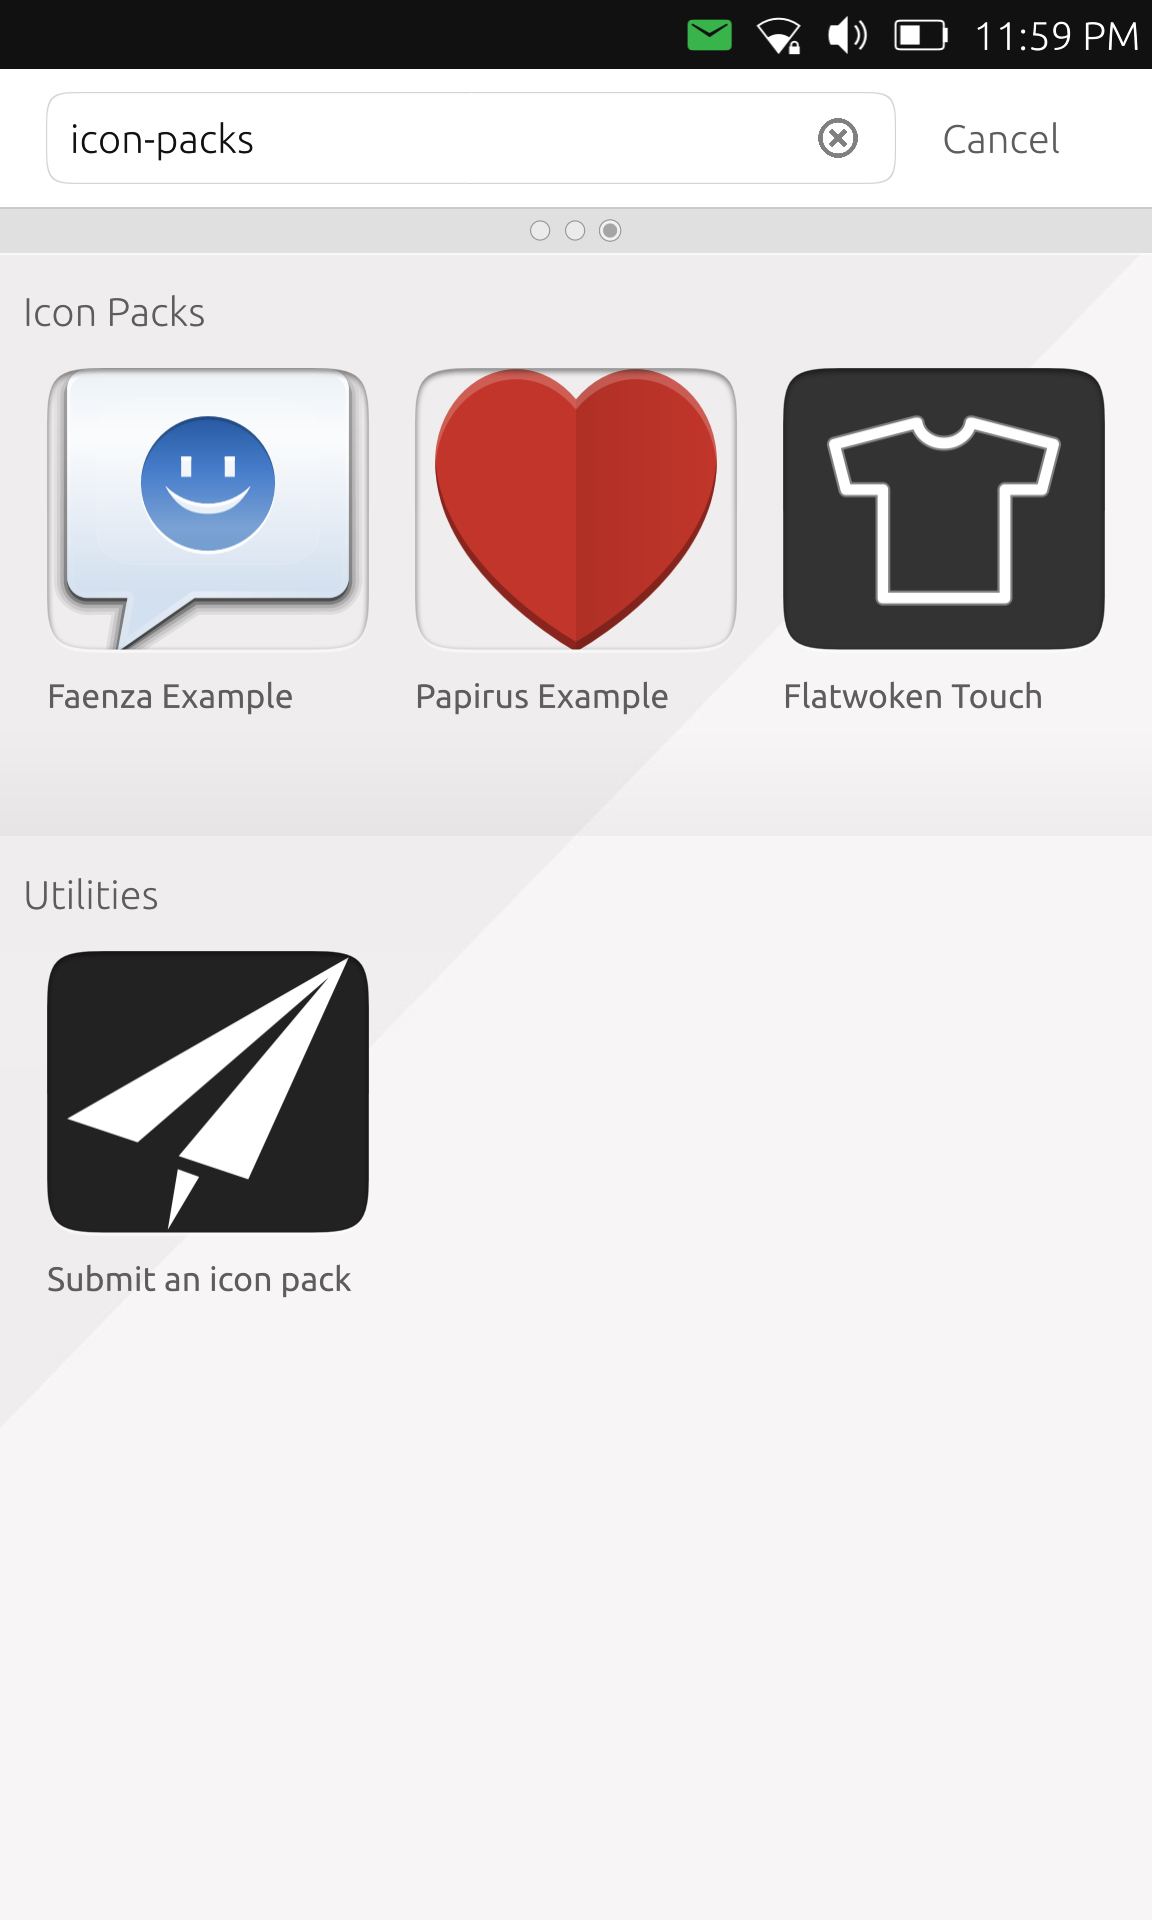 11:59 PM
icon-packs
Cancel
Icon Packs
Faenza Example
Papirus Example
Flatwoken Touch
Utilities
Submit an icon pack